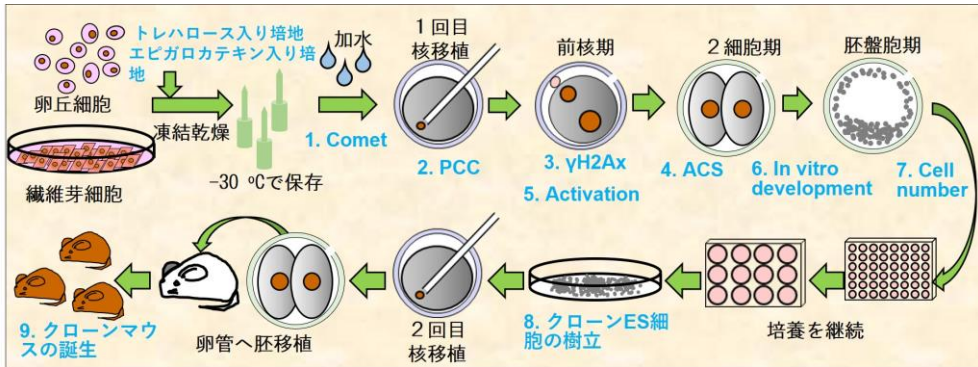 トレハロース入り培地
エピガロカテキン入り培
地
卵丘細胞
凍結乾燥
繊維芽細胞
-30 ºCで保存
加水
1. Comet
1回目
核移植
2. PCC
前核期
3. γH2Ax
5. Activation
2細胞期
4. ACS
6. In vitro
development
胚盤胞期
7. Cell
number
培養を継続
8. クローンES細
胞の樹立
2回目
核移植
卵管へ胚移植
9. クローンマウ
スの誕生